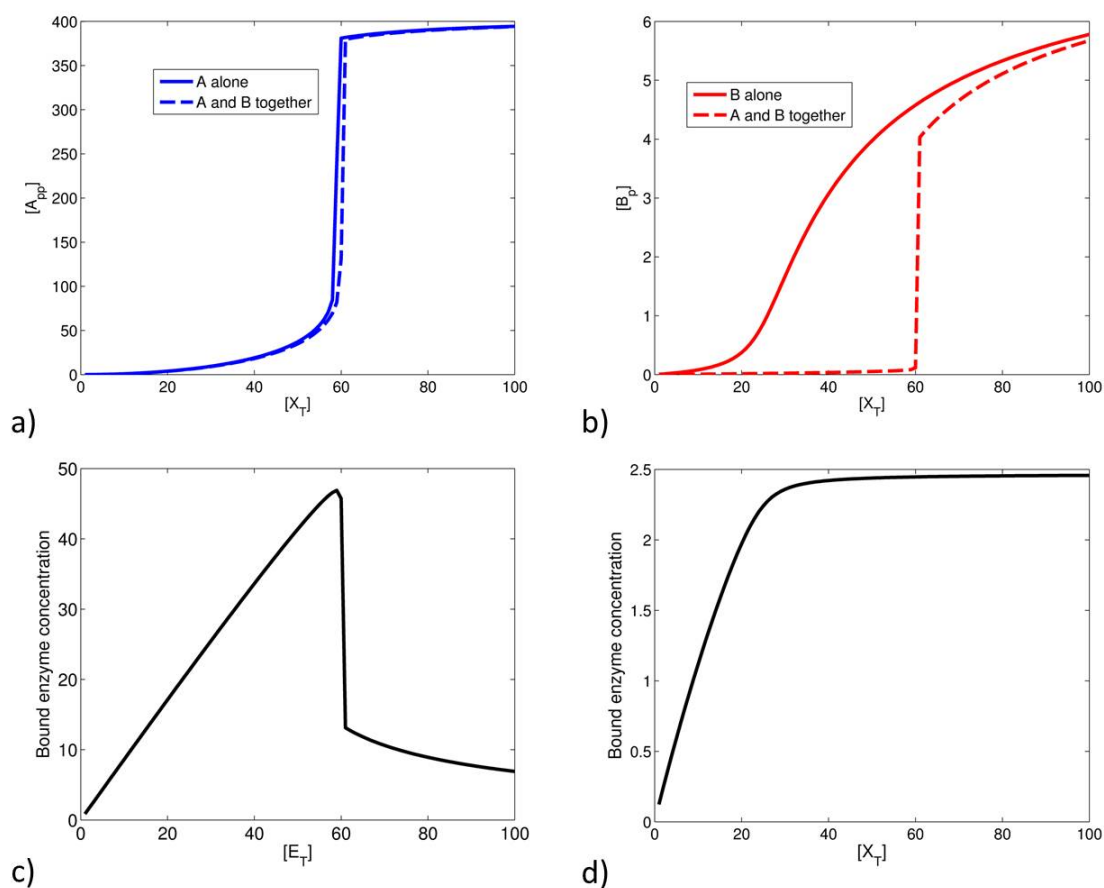 400
350
300
250
200
150
100
50
0
[A_pp]
A alone
A and B together
0 20 40 60 80 100
[X_T]
a)
6
5
4
3
2
1
0
[B_p]
B alone
A and B together
0 20 40 60 80 100
[X_T]
b)
50
40
30
20
10
0
Bound enzyme concentration
0 20 40 60 80 100
[E_T]
c)
2.5
2
1.5
1
0.5
0
Bound enzyme concentration
0 20 40 60 80 100
[X_T]
d)